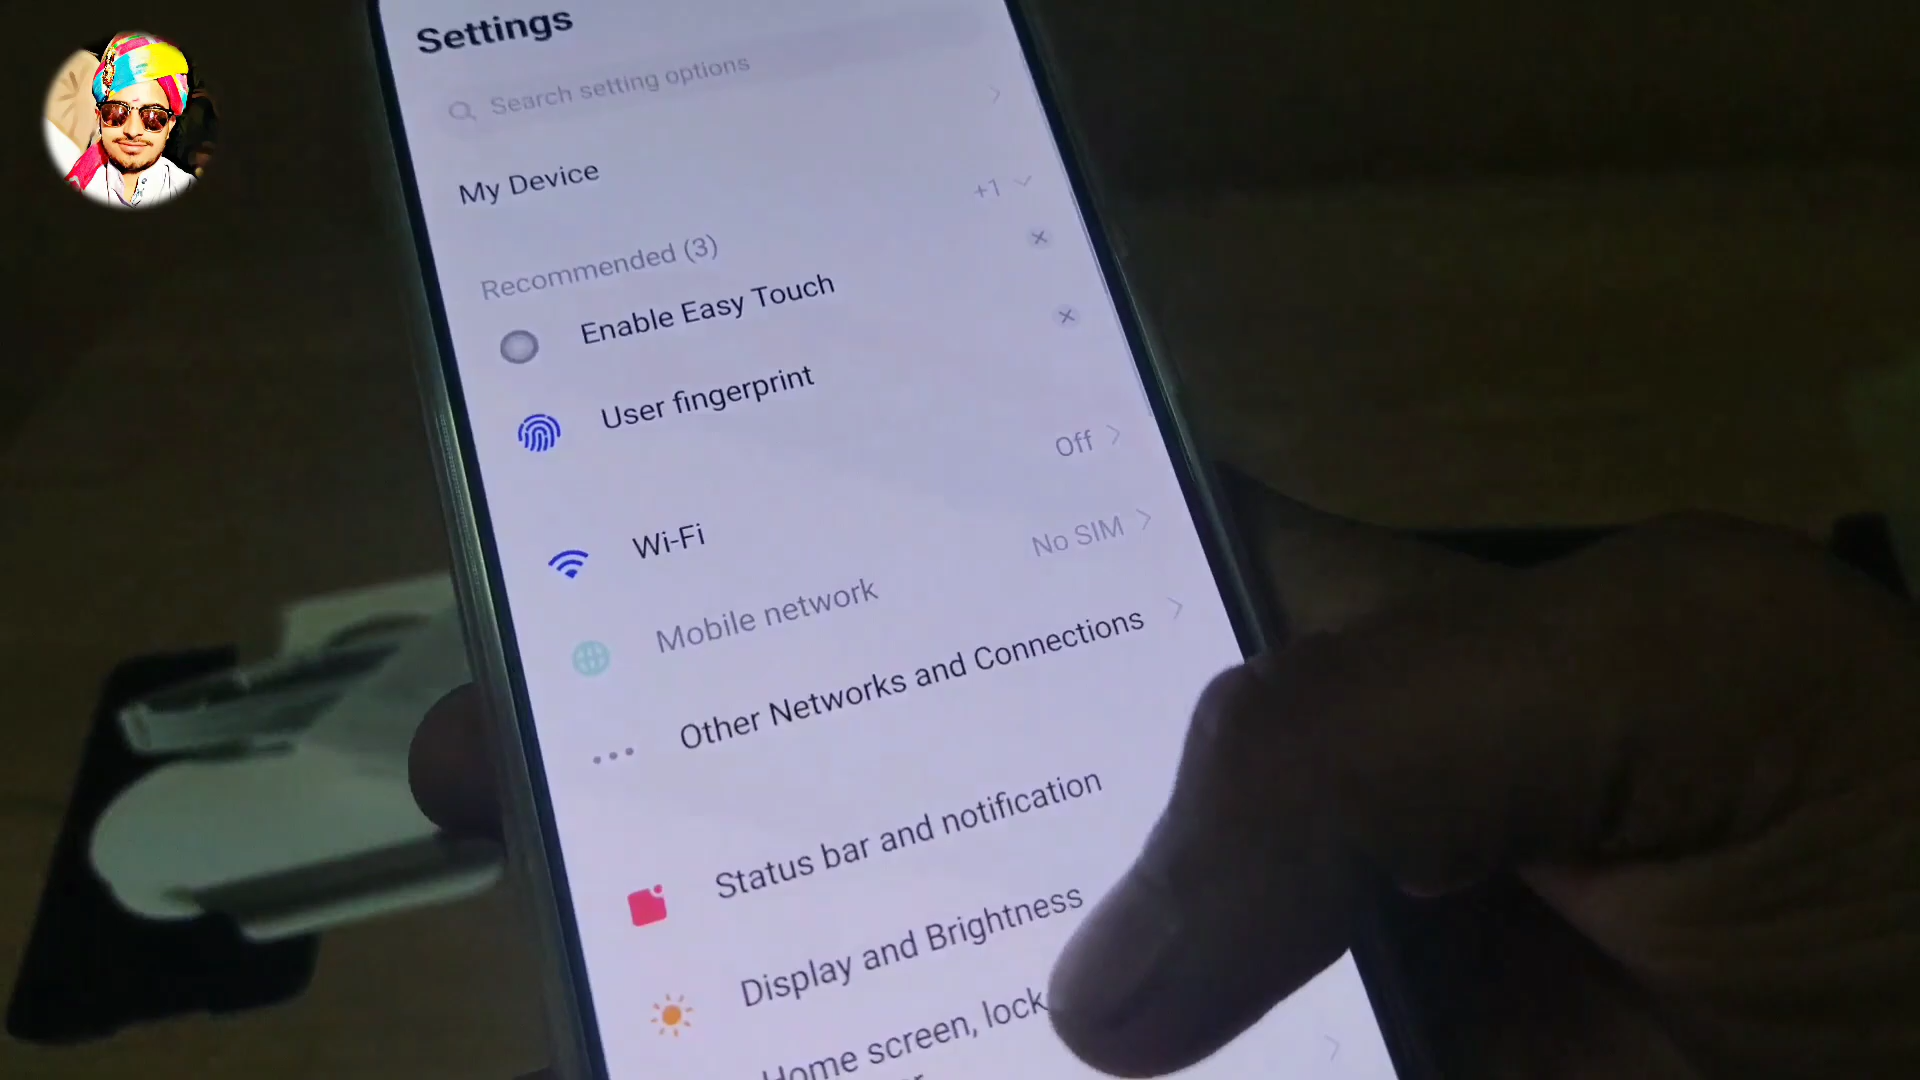 Settings
Search setting options
My Device
+1
Recommended (3)
Enable Easy Touch
User fingerprint
Wi-Fi
Off
Mobile network
No SIM
Other Networks and Connections
Status bar and notification
Display and Brightness
Home screen, lock